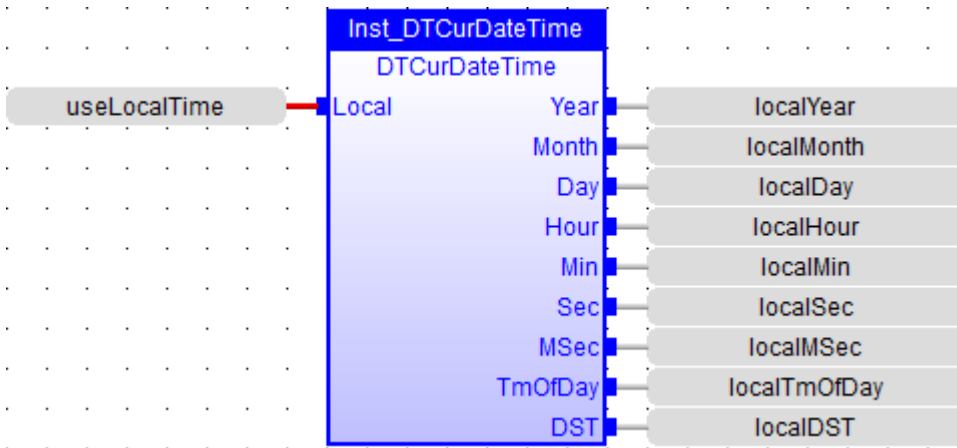 Inst_DTCurDateTime
DTCurDateTime
useLocalTime Local Year localYear
Month localMonth
Day localDay
Hour localHour
Min localMin
Sec localSec
MSec localMSec
TmOfDay localTmOfDay
DST localDST